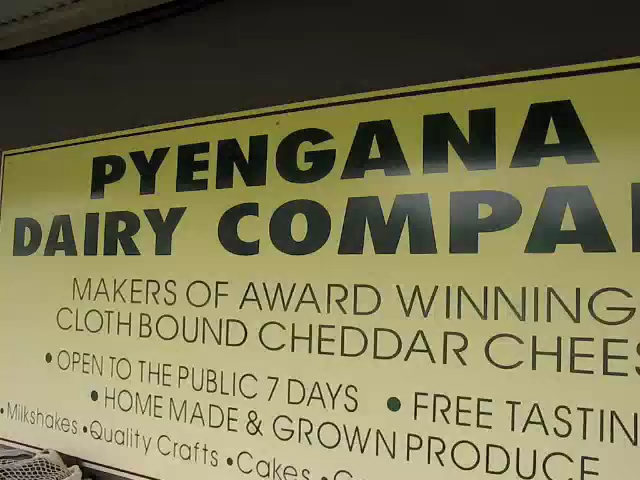 PYENGANA
DAIRY COMPA
MAKERS OF AWARD WINNING
CLOTH BOUND CHEDDAR CHEES
• OPEN TO THE PUBLIC 7 DAYS • FREE TASTIN
• HOME MADE & GROWN PRODUCE
• Milkshakes • Quality Crafts • Cakes •